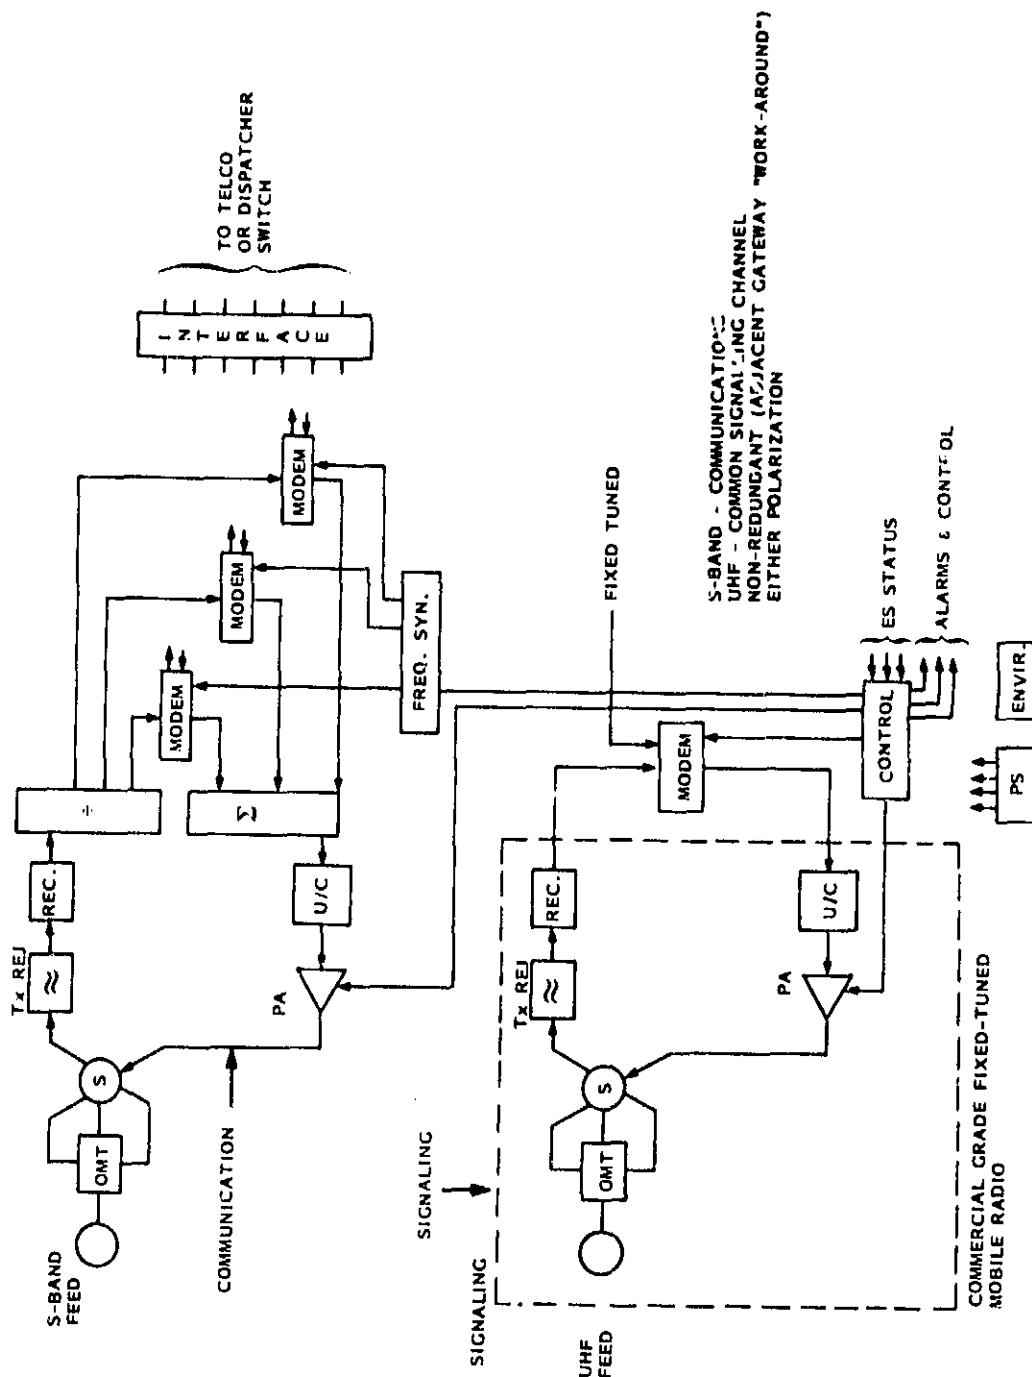 S-BAND
FEED
OMT
S
Tx REJ
≈
REC.
÷
MODEM
MODEM
MODEM
I N T E R F A C E
TO TELCO
OR DISPATCHER
SWITCH
COMMUNICATION
PA
U/C
Σ
FREQ. SYN.
SIGNALING
SIGNALING
UHF
FEED
OMT
S
Tx REJ
≈
REC.
MODEM
FIXED TUNED
PA
U/C
CONTROL
ES STATUS
ALARMS & CONTROL
PS
ENVIR.
S-BAND - COMMUNICATIONS
UHF - COMMON SIGNALLING CHANNEL
NON-REDUNDANT (ADJACENT GATEWAY "WORK-AROUND")
EITHER POLARIZATION
COMMERCIAL GRADE FIXED-TUNED
MOBILE RADIO